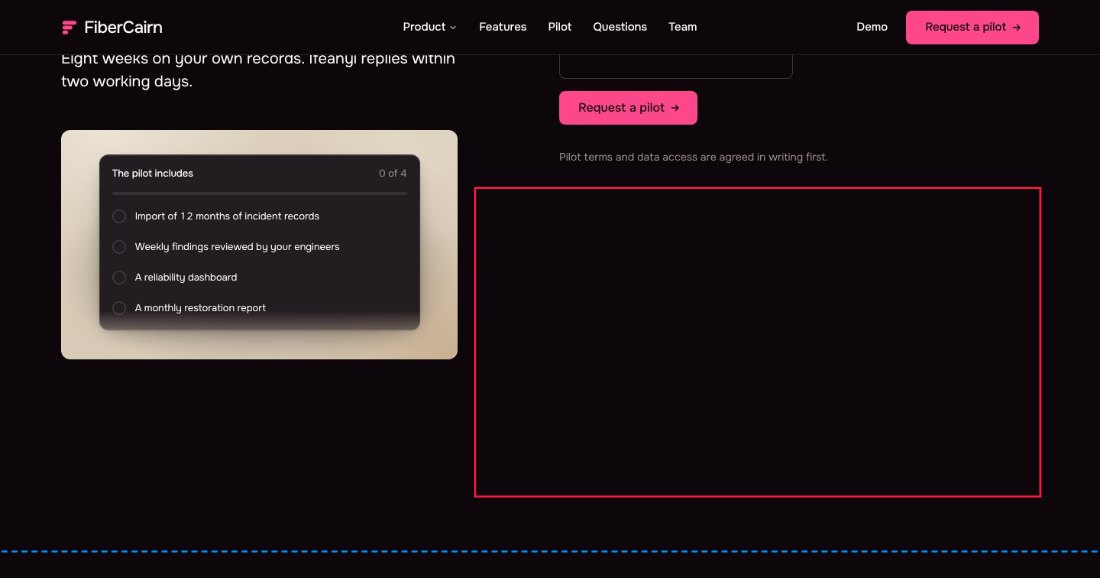 FiberCairn
Product
Features
Pilot
Questions
Team
Demo
Request a pilot →
Eight weeks on your own records. Ifeanyi replies within
two working days.
The pilot includes
0 of 4
Import of 12 months of incident records
Weekly findings reviewed by your engineers
A reliability dashboard
A monthly restoration report
Request a pilot →
Pilot terms and data access are agreed in writing first.